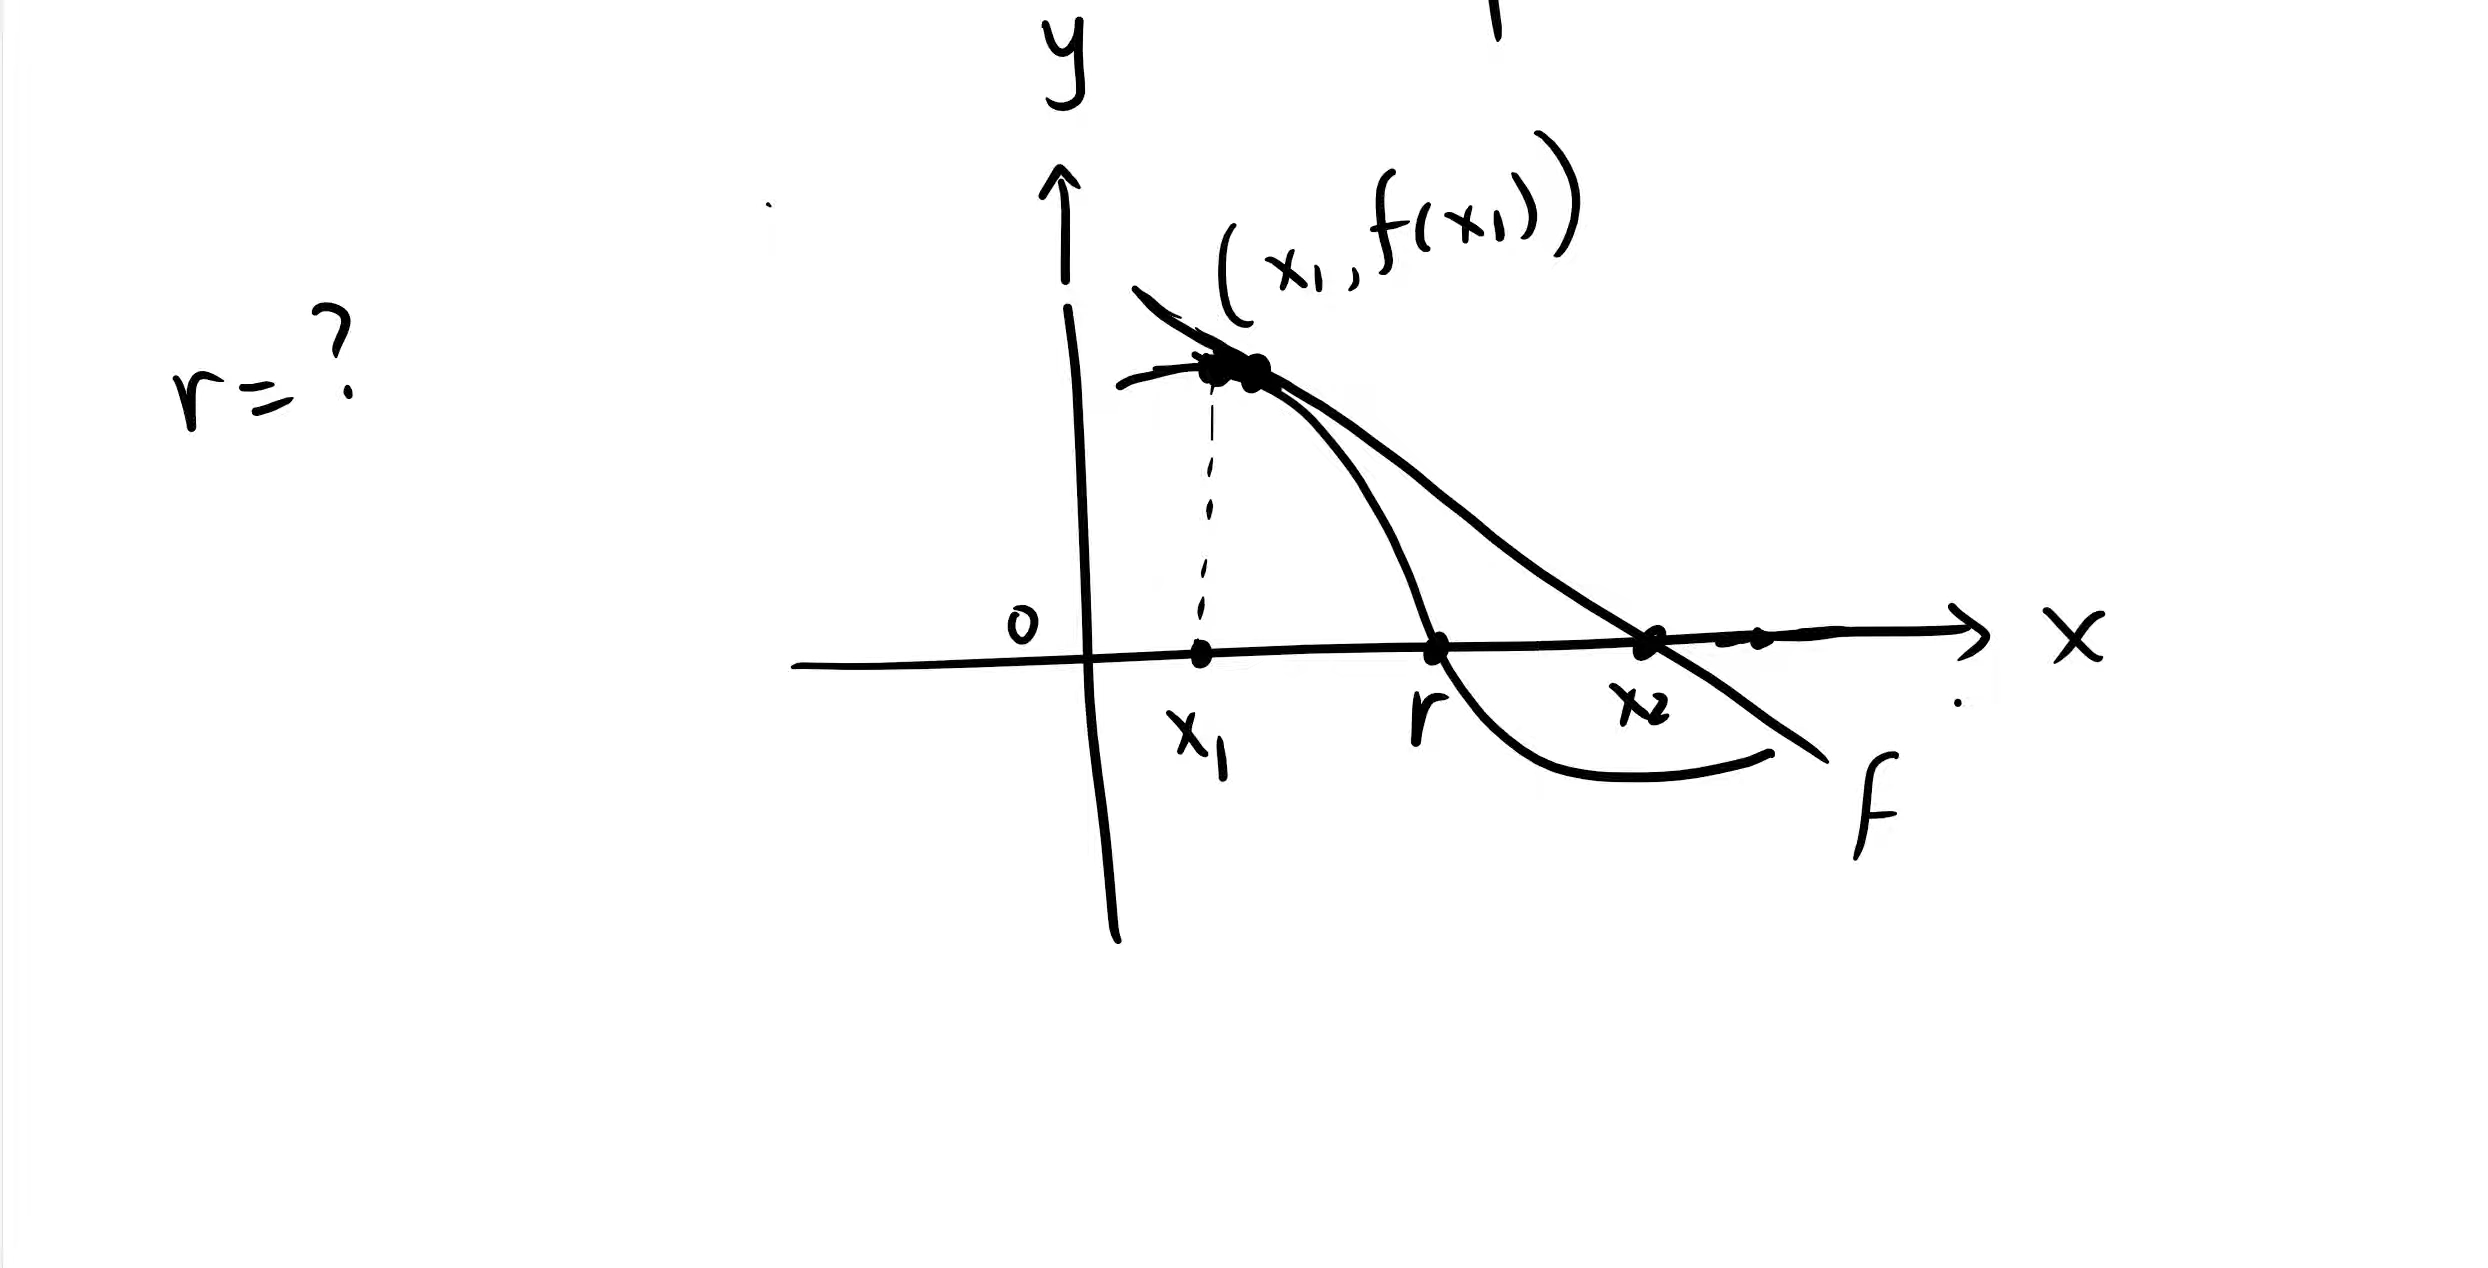 y
(x₁, f(x₁))
r = ?
0
x
x₁
r
x₂
f